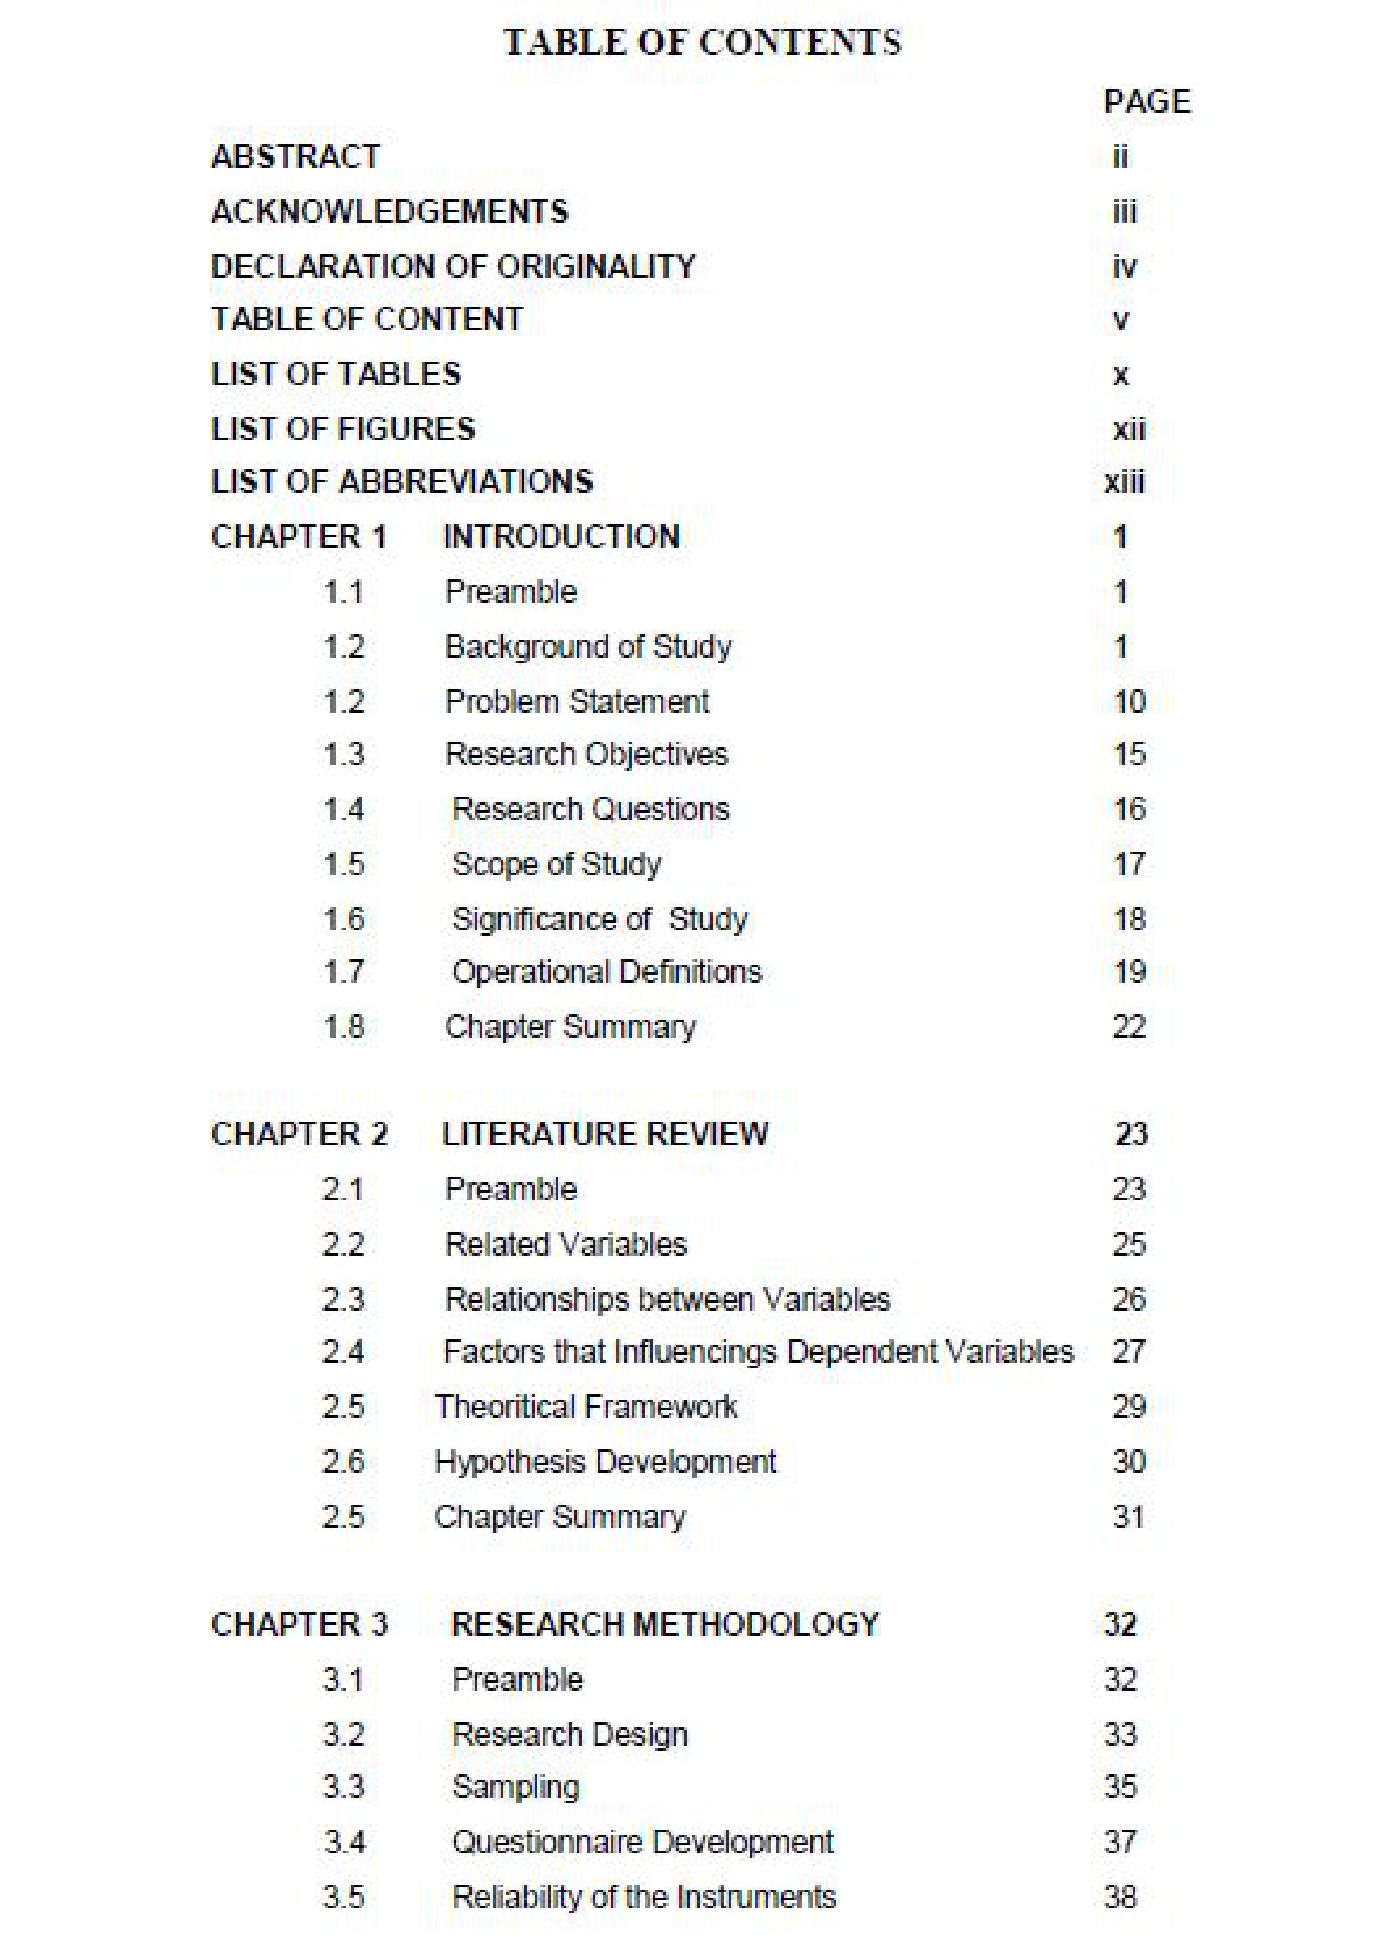 TABLE OF CONTENTS
PAGE
ABSTRACT ii
ACKNOWLEDGEMENTS iii
DECLARATION OF ORIGINALITY iv
TABLE OF CONTENT v
LIST OF TABLES x
LIST OF FIGURES xii
LIST OF ABBREVIATIONS xiii
CHAPTER 1 INTRODUCTION 1
1.1 Preamble 1
1.2 Background of Study 1
1.2 Problem Statement 10
1.3 Research Objectives 15
1.4 Research Questions 16
1.5 Scope of Study 17
1.6 Significance of Study 18
1.7 Operational Definitions 19
1.8 Chapter Summary 22
CHAPTER 2 LITERATURE REVIEW 23
2.1 Preamble 23
2.2 Related Variables 25
2.3 Relationships between Variables 26
2.4 Factors that Influencings Dependent Variables 27
2.5 Theoritical Framework 29
2.6 Hypothesis Development 30
2.5 Chapter Summary 31
CHAPTER 3 RESEARCH METHODOLOGY 32
3.1 Preamble 32
3.2 Research Design 33
3.3 Sampling 35
3.4 Questionnaire Development 37
3.5 Reliability of the Instruments 38